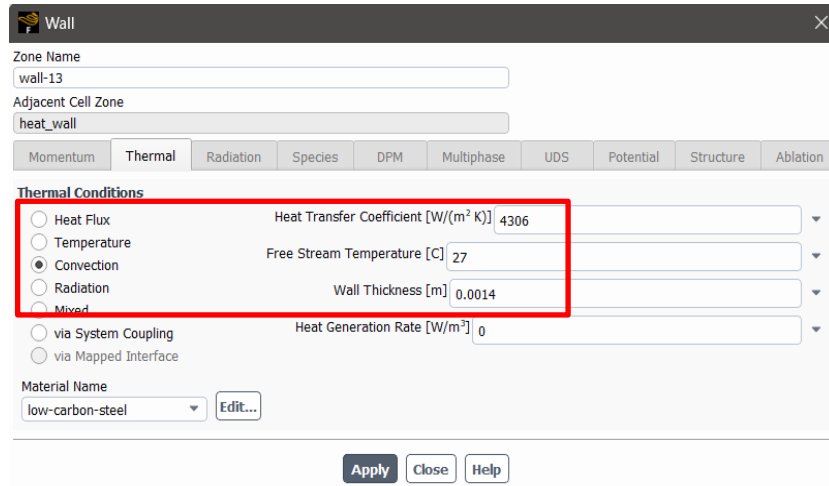 Wall
Zone Name
wall-13
Adjacent Cell Zone
heat_wall
Momentum Thermal Radiation Species DPM Multiphase UDS Potential Structure Ablation
Thermal Conditions
Heat Flux
Temperature
Convection
Radiation
Mixed
via System Coupling
via Mapped Interface
Heat Transfer Coefficient [W/(m² K)] 4306
Free Stream Temperature [C] 27
Wall Thickness [m] 0.0014
Heat Generation Rate [W/m³] 0
Material Name
low-carbon-steel Edit...
Apply Close Help